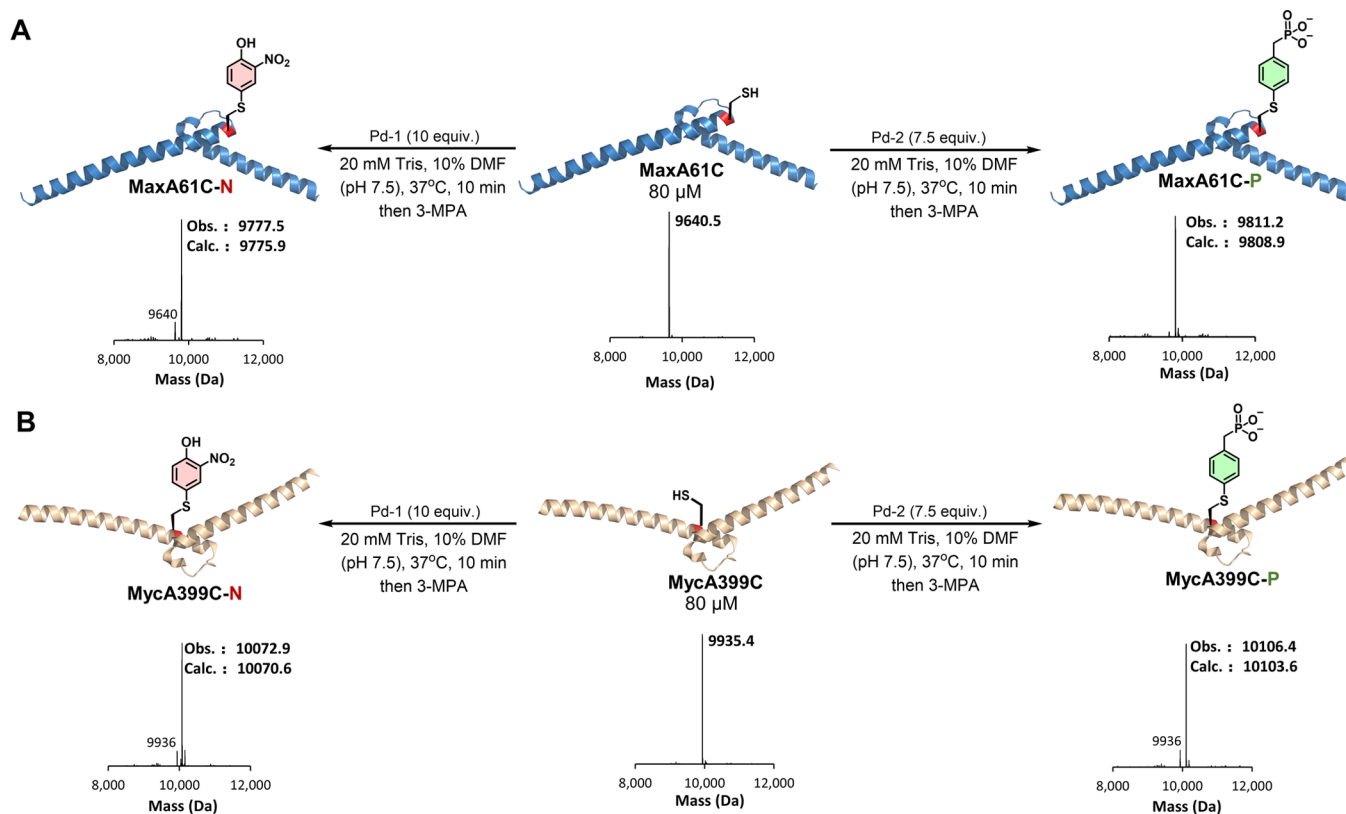 A
OH
NO₂
S
MaxA61C-N
Obs. : 9777.5
Calc. : 9775.9
9640
8,000 10,000 12,000
Mass (Da)
Pd-1 (10 equiv.)
20 mM Tris, 10% DMF
(pH 7.5), 37°C, 10 min
then 3-MPA
SH
MaxA61C
80 µM
9640.5
8,000 10,000 12,000
Mass (Da)
Pd-2 (7.5 equiv.)
20 mM Tris, 10% DMF
(pH 7.5), 37°C, 10 min
then 3-MPA
O
P O⁻
O⁻
S
MaxA61C-P
Obs. : 9811.2
Calc. : 9808.9
8,000 10,000 12,000
Mass (Da)
B
OH
NO₂
S
MycA399C-N
Obs. : 10072.9
Calc. : 10070.6
9936
8,000 10,000 12,000
Mass (Da)
Pd-1 (10 equiv.)
20 mM Tris, 10% DMF
(pH 7.5), 37°C, 10 min
then 3-MPA
HS
MycA399C
80 µM
9935.4
8,000 10,000 12,000
Mass (Da)
Pd-2 (7.5 equiv.)
20 mM Tris, 10% DMF
(pH 7.5), 37°C, 10 min
then 3-MPA
O
P O⁻
O⁻
S
MycA399C-P
Obs. : 10106.4
Calc. : 10103.6
9936
8,000 10,000 12,000
Mass (Da)